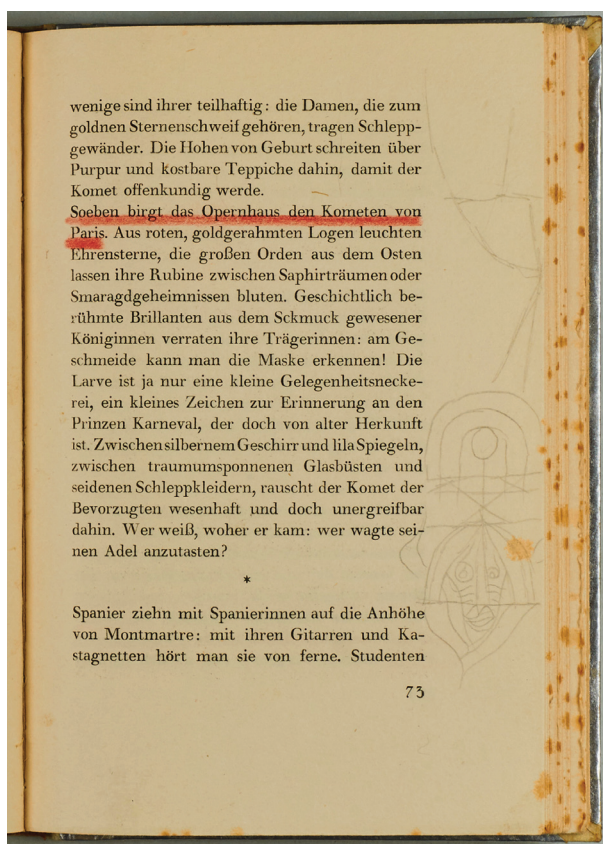 wenige sind ihrer teilhaftig: die Damen, die zum
goldnen Sternenschweif gehören, tragen Schlepp-
gewänder. Die Hohen von Geburt schreiten über
Purpur und kostbare Teppiche dahin, damit der
Komet offenkundig werde.
Soeben birgt das Opernhaus den Kometen von
Paris. Aus roten, goldgerahmten Logen leuchten
Ehrensterne, die großen Orden aus dem Osten
lassen ihre Rubine zwischen Saphirträumen oder
Smaragdgeheimnissen bluten. Geschichtlich be-
rühmte Brillanten aus dem Sckmuck gewesener
Königinnen verraten ihre Trägerinnen: am Ge-
schmeide kann man die Maske erkennen! Die
Larve ist ja nur eine kleine Gelegenheitsnecke-
rei, ein kleines Zeichen zur Erinnerung an den
Prinzen Karneval, der doch von alter Herkunft
ist. Zwischen silbernem Geschirr und lila Spiegeln,
zwischen traumumsponnenen Glasbüsten und
seidenen Schleppkleidern, rauscht der Komet der
Bevorzugten wesenhaft und doch unergreifbar
dahin. Wer weiß, woher er kam: wer wagte sei-
nen Adel anzutasten?
*
Spanier ziehn mit Spanierinnen auf die Anhöhe
von Montmartre: mit ihren Gitarren und Ka-
stagnetten hört man sie von ferne. Studenten
73